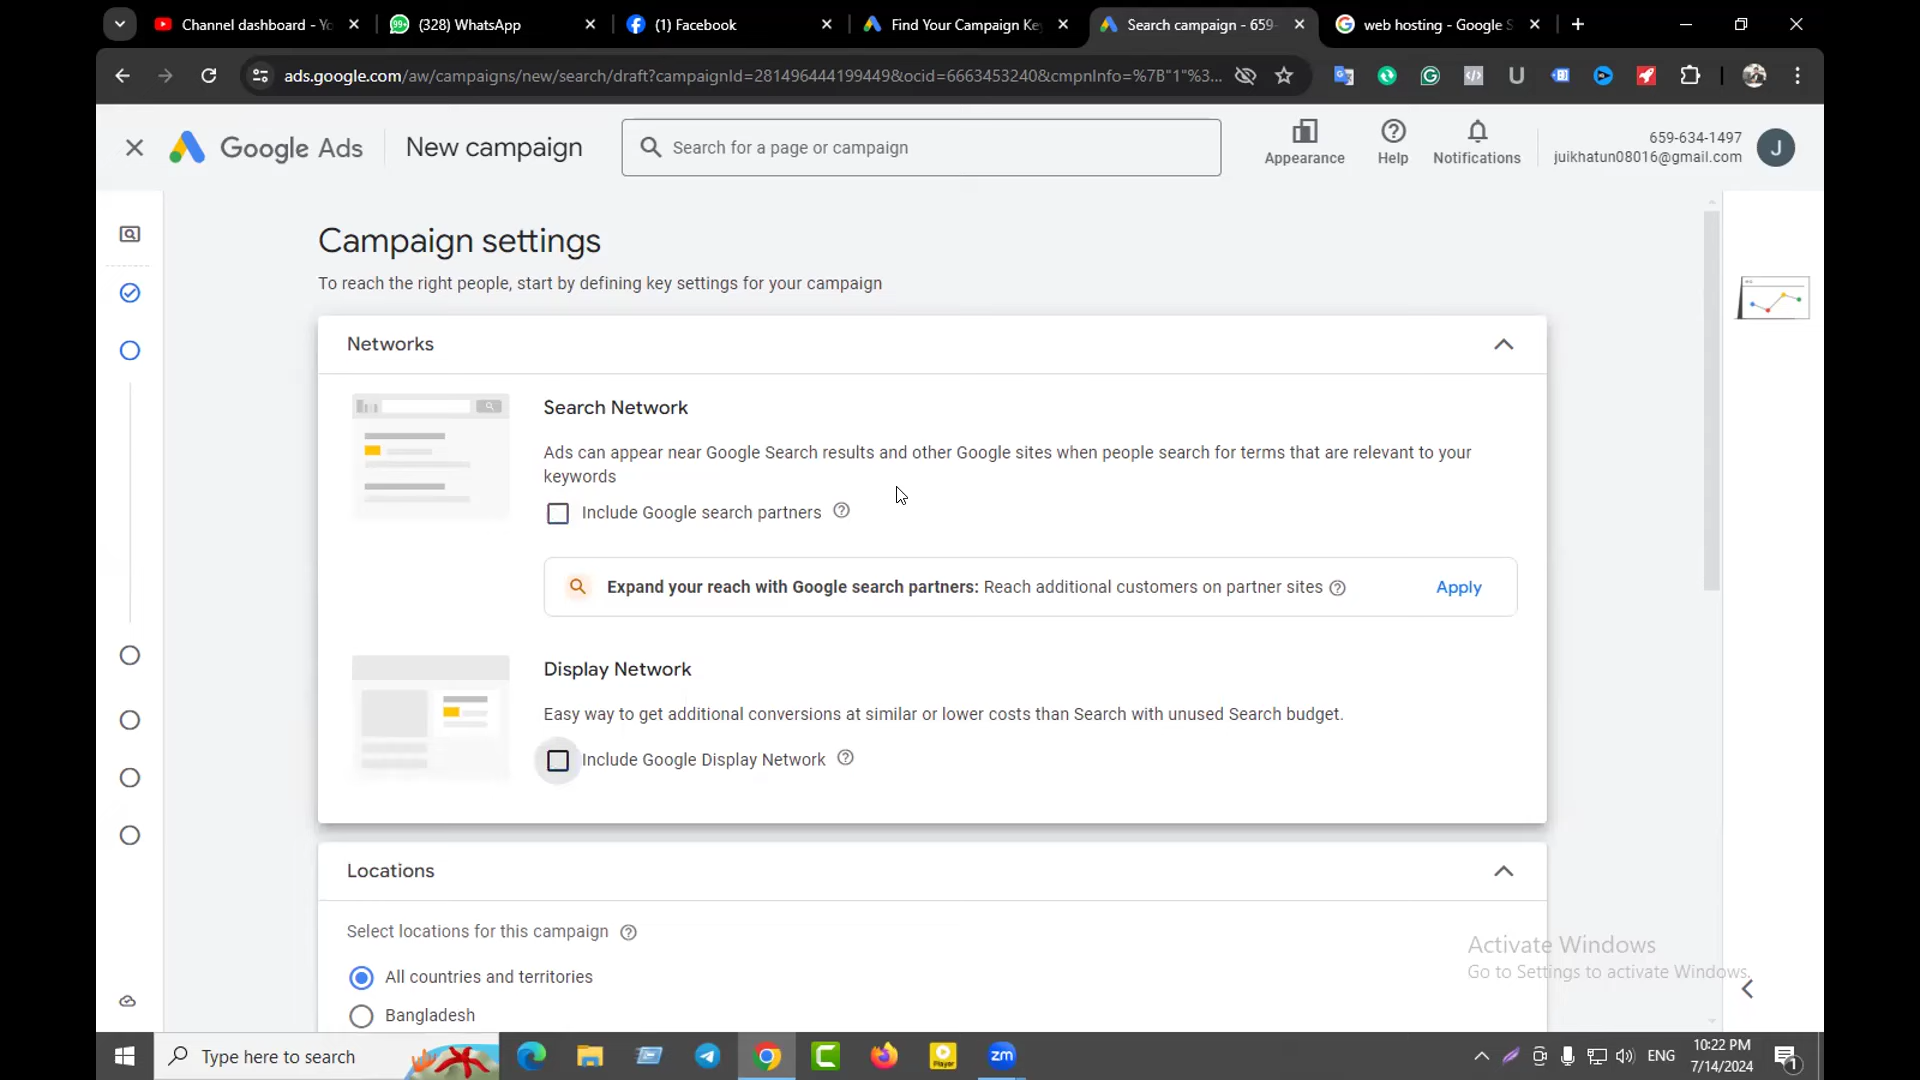 Channel dashboard - Yo
(328) WhatsApp
(1) Facebook
Find Your Campaign Ke
Search campaign - 659-
web hosting - Google S
ads.google.com/aw/campaigns/new/search/draft?campaignId=281496444199449&ocid=6663453240&cmpnInfo=%7B"1"%3...
Google Ads
New campaign
Search for a page or campaign
Appearance
Help
Notifications
659-634-1497
juikhatun08016@gmail.com
J
Campaign settings
To reach the right people, start by defining key settings for your campaign
Networks
Search Network
Ads can appear near Google Search results and other Google sites when people search for terms that are relevant to your
keywords
Include Google search partners
Expand your reach with Google search partners: Reach additional customers on partner sites
Apply
Display Network
Easy way to get additional conversions at similar or lower costs than Search with unused Search budget.
Include Google Display Network
Locations
Select locations for this campaign
All countries and territories
Bangladesh
Activate Windows
Go to Settings to activate Windows.
Type here to search
zm
ENG
10:22 PM
7/14/2024
1